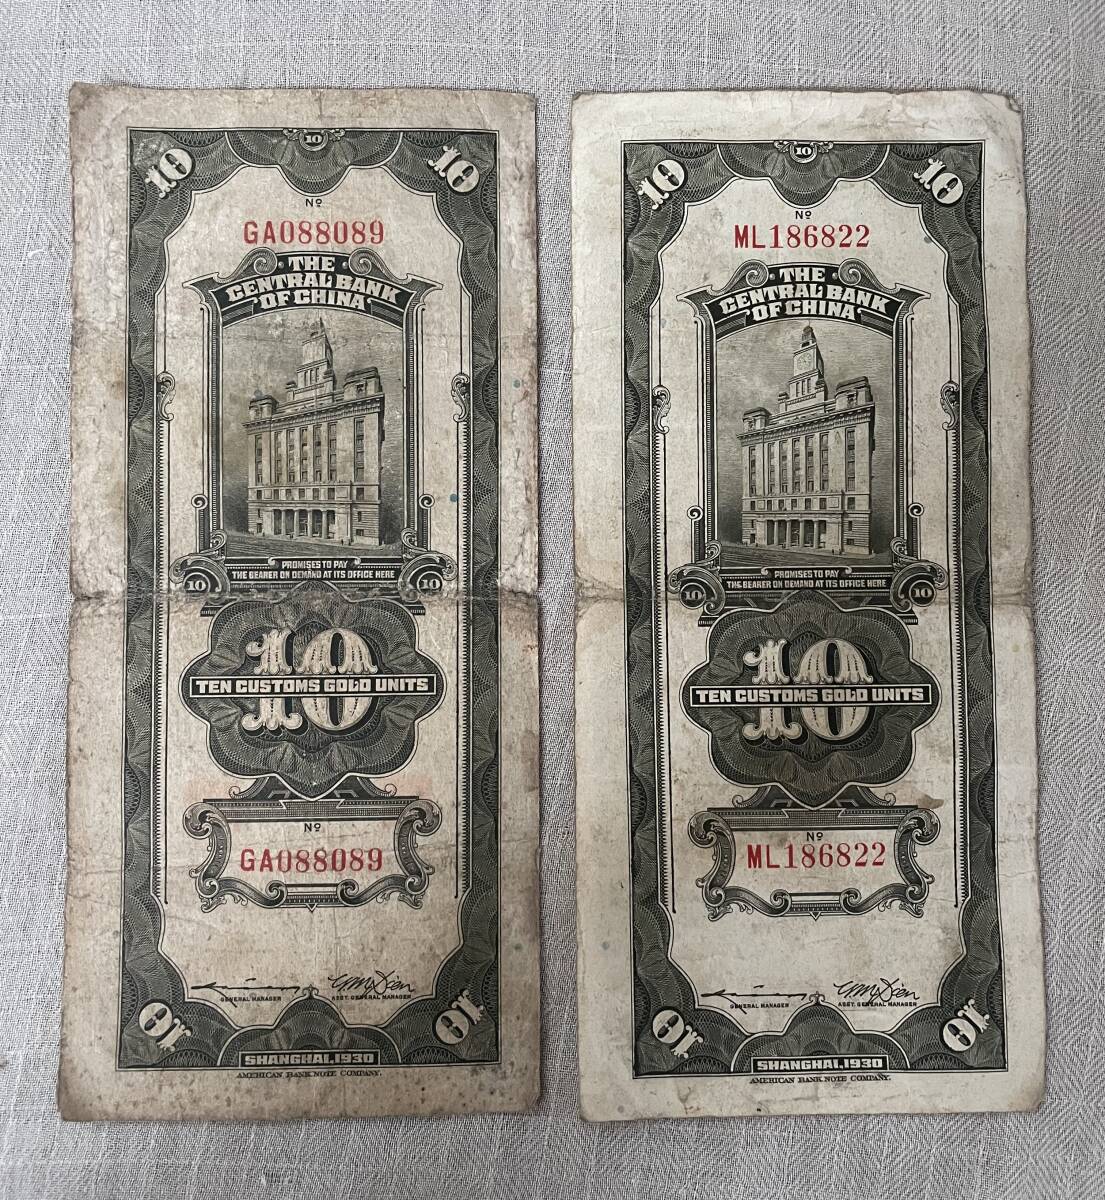 10
10
10
Nº
GA088089
THE
CENTRAL BANK
OF CHINA
PROMISES TO PAY
THE BEARER ON DEMAND AT ITS OFFICE HERE
10
10
10
TEN CUSTOMS GOLD UNITS
Nº
GA088089
GENERAL MANAGER
ASST. GENERAL MANAGER
10
10
SHANGHAI, 1930
AMERICAN BANK NOTE COMPANY.
10
10
10
Nº
ML186822
THE
CENTRAL BANK
OF CHINA
PROMISES TO PAY
THE BEARER ON DEMAND AT ITS OFFICE HERE
10
10
10
TEN CUSTOMS GOLD UNITS
Nº
ML186822
GENERAL MANAGER
ASST. GENERAL MANAGER
10
10
SHANGHAI, 1930
AMERICAN BANK NOTE COMPANY.